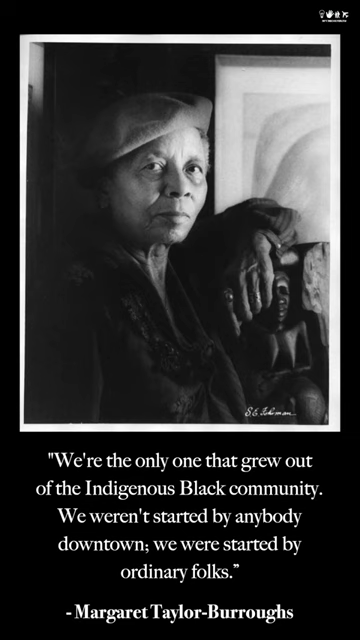 S.E. Fohrman
"We're the only one that grew out
of the Indigenous Black community.
We weren't started by anybody
downtown; we were started by
ordinary folks.”
- Margaret Taylor-Burroughs